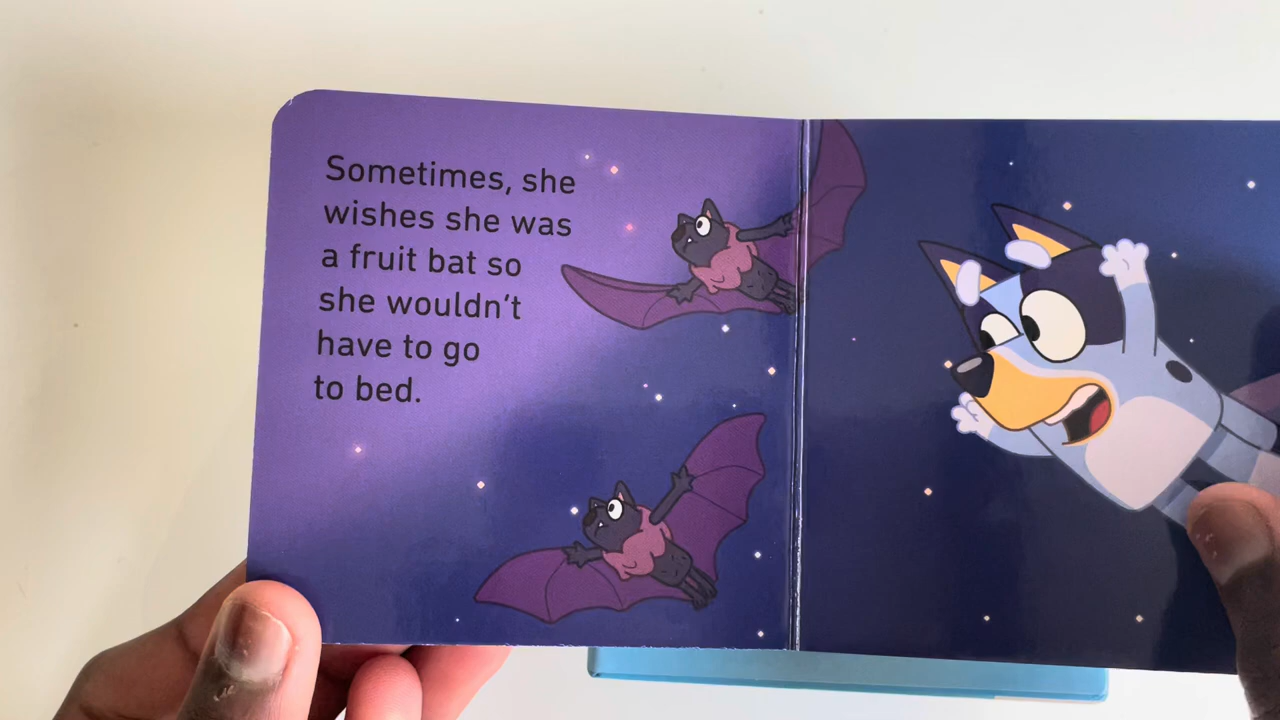 Sometimes, she
wishes she was
a fruit bat so
she wouldn't
have to go
to bed.